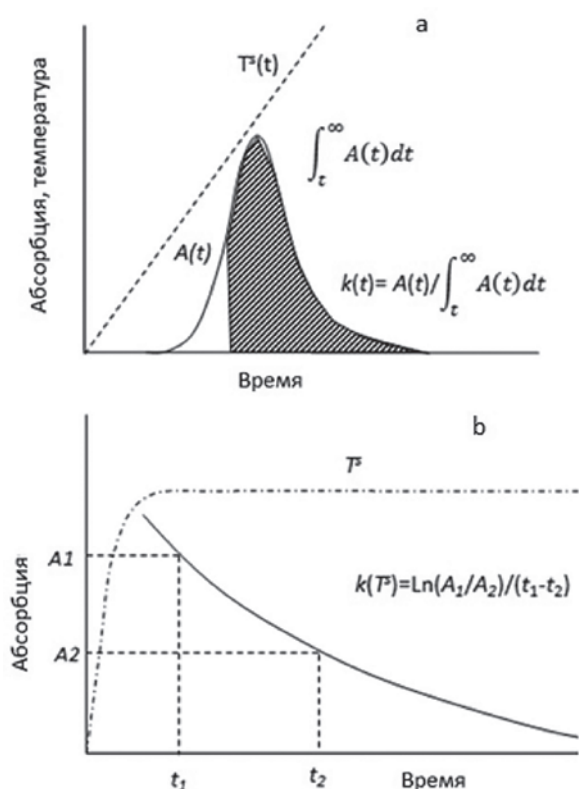 a
Tˢ(t)
∫ₜ^∞ A(t)dt
A(t)
k(t)= A(t)/∫ₜ^∞ A(t)dt
Абсорбция, температура
Время
b
Tˢ
A1
k(Tˢ)=Ln(A₁/A₂)/(t₁-t₂)
A2
Абсорбция
t₁
t₂
Время